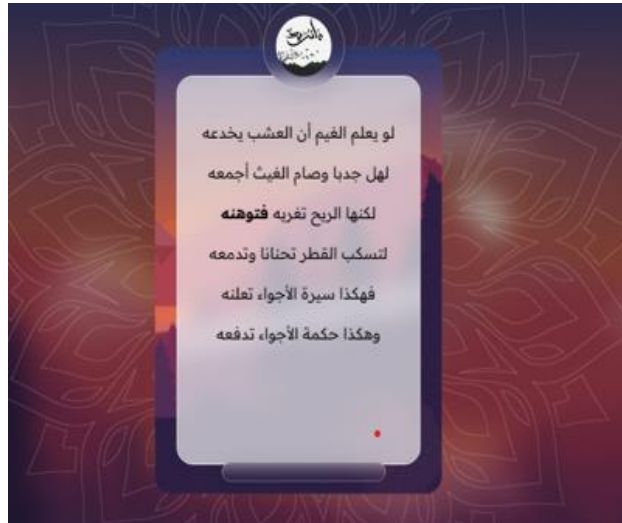 لو يعلم الغيم أن العشب يخدعه
لهل جدبا وصام الغيث أجمعه
لكنها الريح تغريه فتوهنه
لتسكب القطر تحنانا وتدمعه
فهكذا سيرة الأجواء تعلنه
وهكذا حكمة الأجواء تدفعه